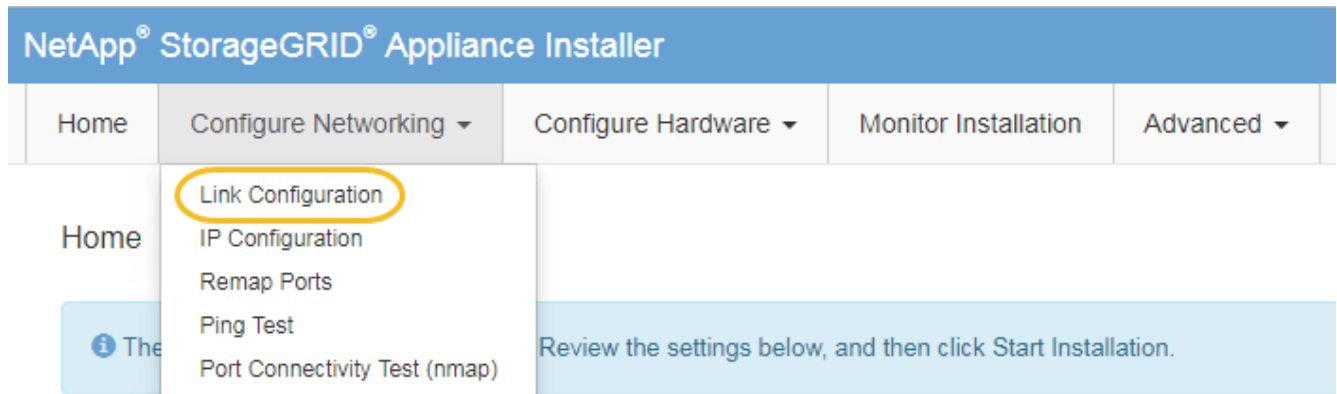 NetApp® StorageGRID® Appliance Installer
Home Configure Networking Configure Hardware Monitor Installation Advanced
Link Configuration
Home IP Configuration
Remap Ports
Ping Test
The Review the settings below, and then click Start Installation.
Port Connectivity Test (nmap)